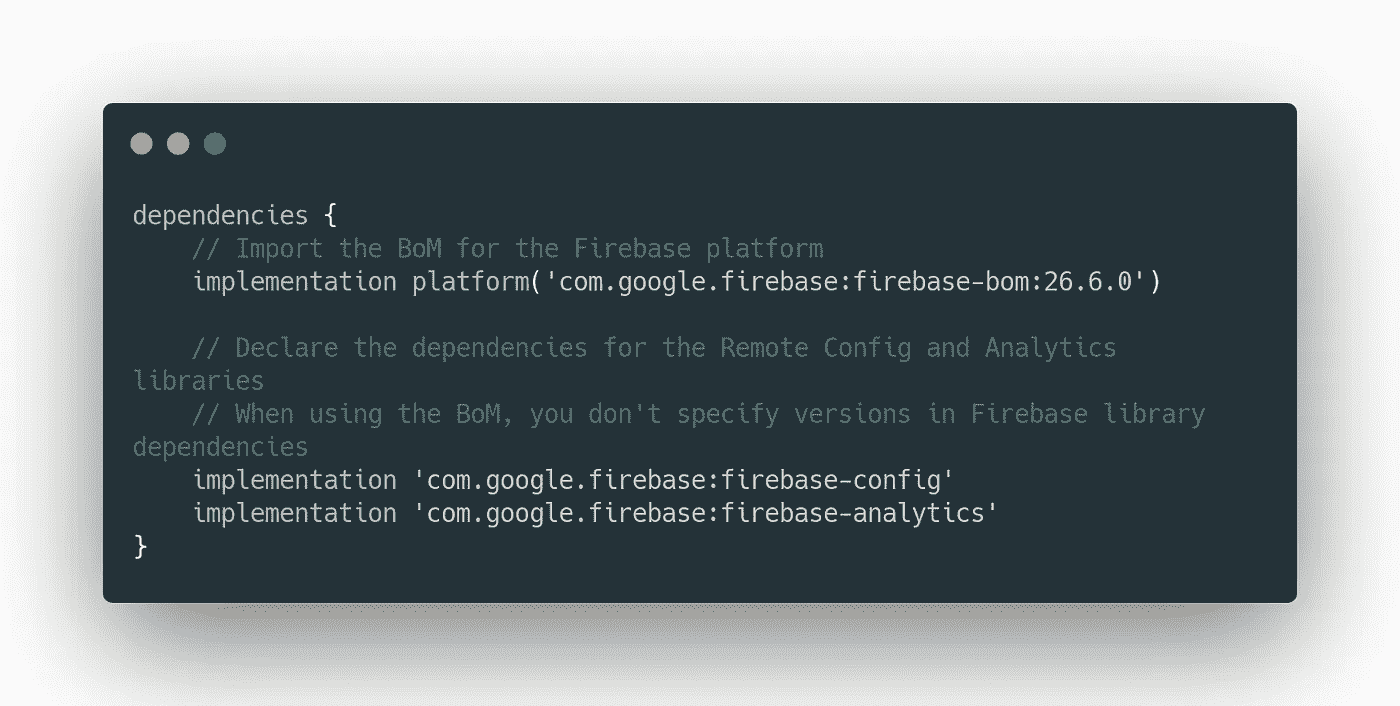 dependencies {
    // Import the BoM for the Firebase platform
    implementation platform('com.google.firebase:firebase-bom:26.6.0')

    // Declare the dependencies for the Remote Config and Analytics
libraries
    // When using the BoM, you don't specify versions in Firebase library
dependencies
    implementation 'com.google.firebase:firebase-config'
    implementation 'com.google.firebase:firebase-analytics'
}